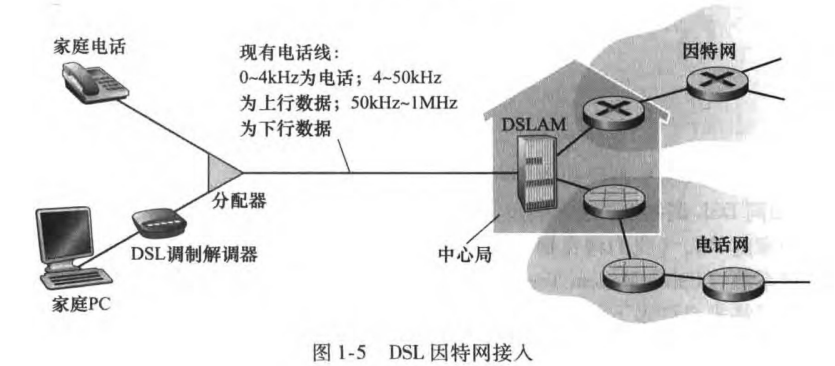 家庭电话
现有电话线：
0~4kHz为电话；4~50kHz
为上行数据；50kHz~1MHz
为下行数据
因特网
DSLAM
分配器
DSL调制解调器
中心局
电话网
家庭PC
图 1-5 DSL 因特网接入